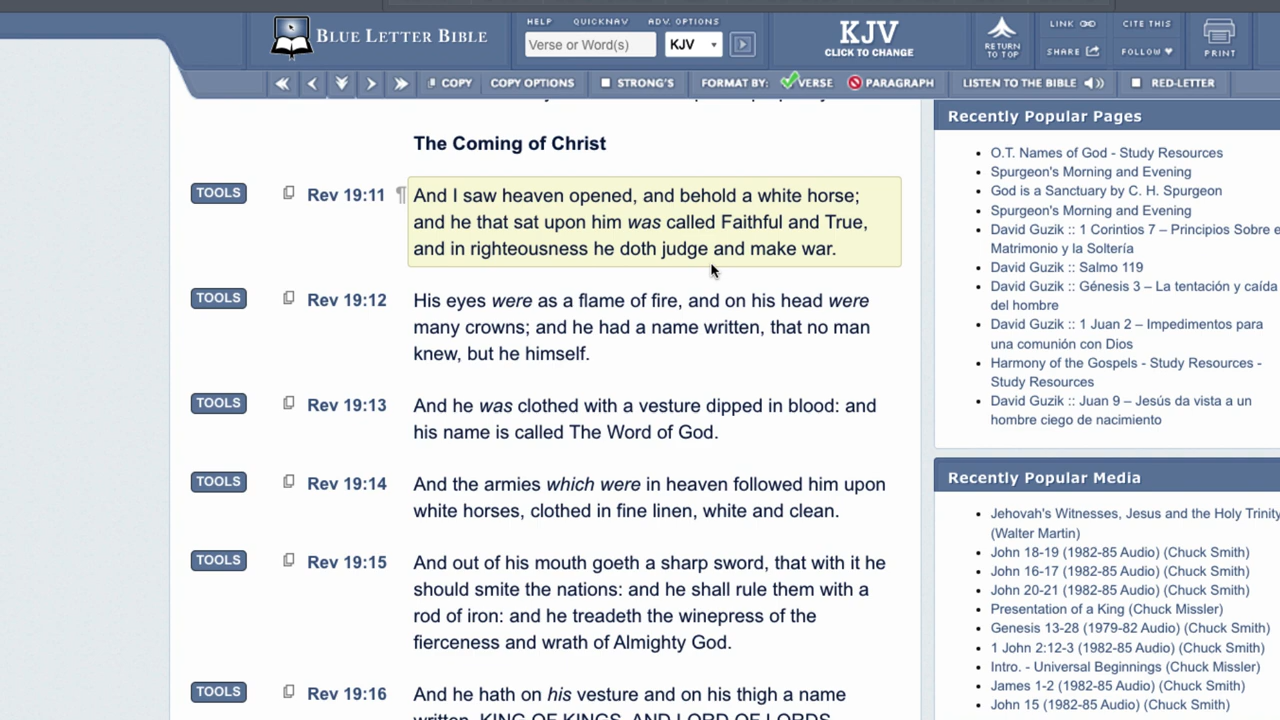 BLUE LETTER BIBLE
HELP QUICKNAV ADV. OPTIONS
Verse or Word(s)
KJV
KJV
CLICK TO CHANGE
RETURN
TO TOP
LINK
CITE THIS
SHARE
FOLLOW
PRINT
COPY
COPY OPTIONS
STRONG'S
FORMAT BY: VERSE PARAGRAPH
LISTEN TO THE BIBLE
RED-LETTER
The Coming of Christ
TOOLS Rev 19:11 ¶ And I saw heaven opened, and behold a white horse;
and he that sat upon him was called Faithful and True,
and in righteousness he doth judge and make war.
TOOLS Rev 19:12 His eyes were as a flame of fire, and on his head were
many crowns; and he had a name written, that no man
knew, but he himself.
TOOLS Rev 19:13 And he was clothed with a vesture dipped in blood: and
his name is called The Word of God.
TOOLS Rev 19:14 And the armies which were in heaven followed him upon
white horses, clothed in fine linen, white and clean.
TOOLS Rev 19:15 And out of his mouth goeth a sharp sword, that with it he
should smite the nations: and he shall rule them with a
rod of iron: and he treadeth the winepress of the
fierceness and wrath of Almighty God.
TOOLS Rev 19:16 And he hath on his vesture and on his thigh a name
written, KING OF KINGS, AND LORD OF LORDS.
Recently Popular Pages
O.T. Names of God - Study Resources
Spurgeon's Morning and Evening
God is a Sanctuary by C. H. Spurgeon
Spurgeon's Morning and Evening
David Guzik :: 1 Corintios 7 – Principios Sobre e
Matrimonio y la Soltería
David Guzik :: Salmo 119
David Guzik :: Génesis 3 – La tentación y caída
del hombre
David Guzik :: 1 Juan 2 – Impedimentos para
una comunión con Dios
Harmony of the Gospels - Study Resources -
Study Resources
David Guzik :: Juan 9 – Jesús da vista a un
hombre ciego de nacimiento
Recently Popular Media
Jehovah's Witnesses, Jesus and the Holy Trinity
(Walter Martin)
John 18-19 (1982-85 Audio) (Chuck Smith)
John 16-17 (1982-85 Audio) (Chuck Smith)
John 20-21 (1982-85 Audio) (Chuck Smith)
Presentation of a King (Chuck Missler)
Genesis 13-28 (1979-82 Audio) (Chuck Smith)
1 John 2:12-3 (1982-85 Audio) (Chuck Smith)
Intro. - Universal Beginnings (Chuck Missler)
James 1-2 (1982-85 Audio) (Chuck Smith)
John 15 (1982-85 Audio) (Chuck Smith)